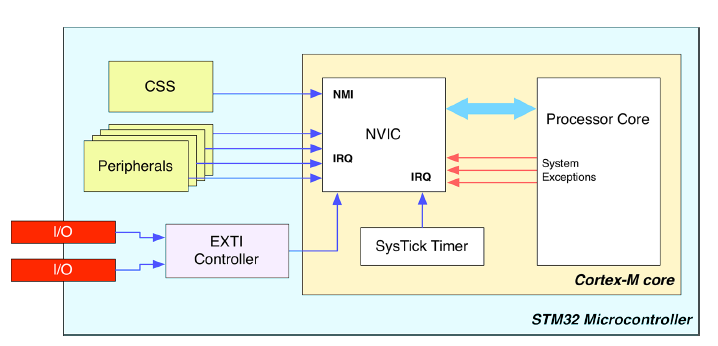 CSS
NMI
NVIC
Processor Core
Peripherals
IRQ
IRQ
System
Exceptions
I/O
I/O
EXTI
Controller
SysTick Timer
Cortex-M core
STM32 Microcontroller